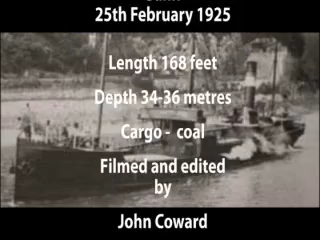 25th February 1925
Length 168 feet
Depth 34-36 metres
Cargo - coal
Filmed and edited
by
John Coward